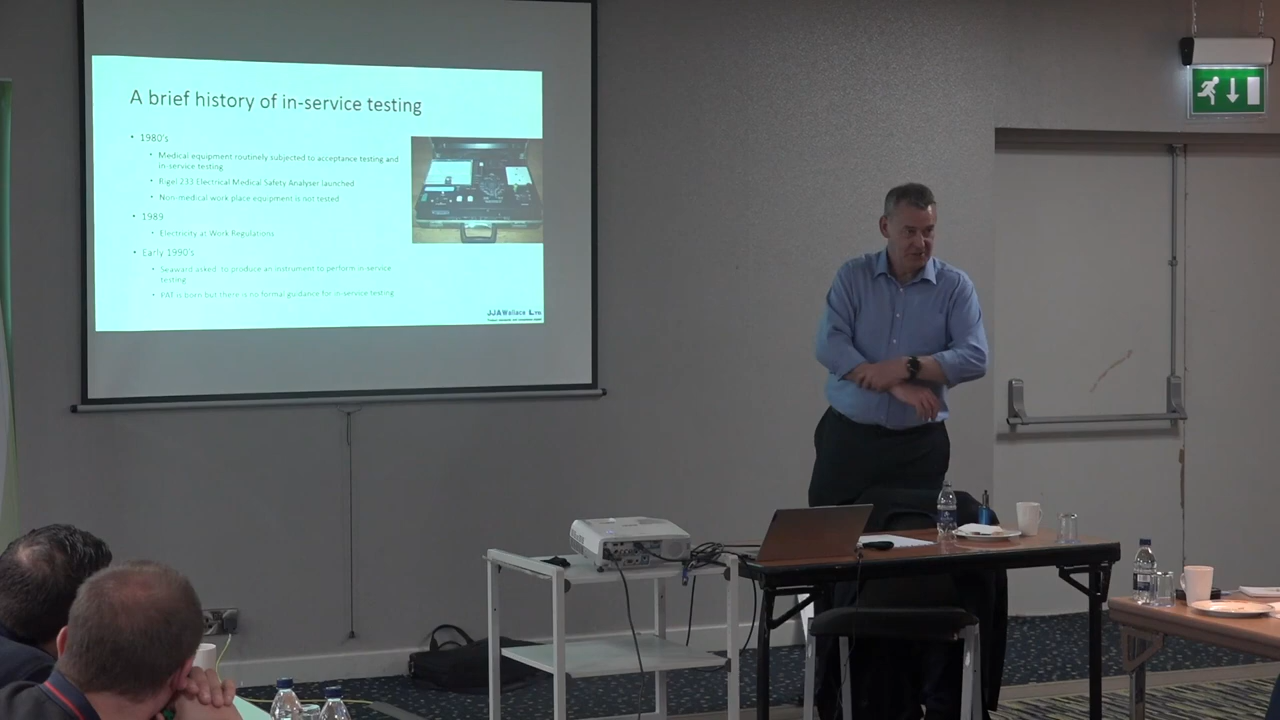 A brief history of in-service testing
• 1980's
• Medical equipment routinely subjected to acceptance testing and
in-service testing
• Rigel 233 Electrical Medical Safety Analyser launched
• Non-medical work place equipment is not tested
• 1989
• Electricity at Work Regulations
• Early 1990's
• Seaward asked to produce an instrument to perform in-service
testing
• PAT is born but there is no formal guidance for in-service testing
JJAWallace LTD